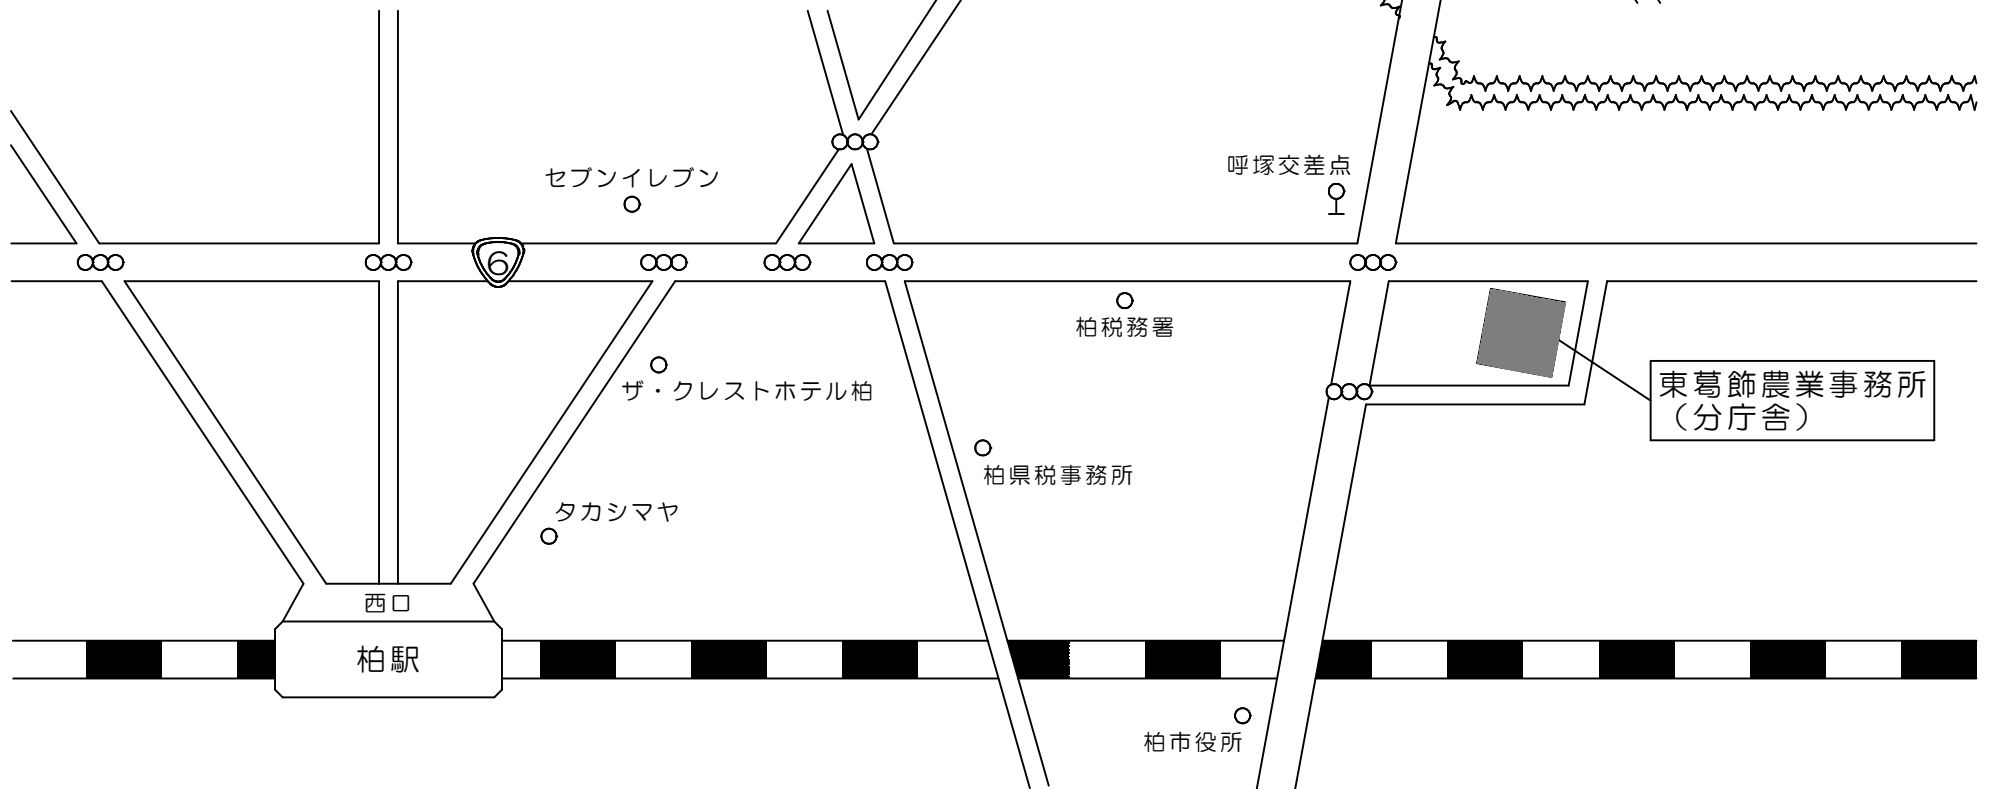 呼塚交差点
セブンイレブン
6
柏税務署
東葛飾農業事務所
（分庁舎）
ザ・クレストホテル柏
柏県税事務所
タカシマヤ
西口
柏駅
柏市役所